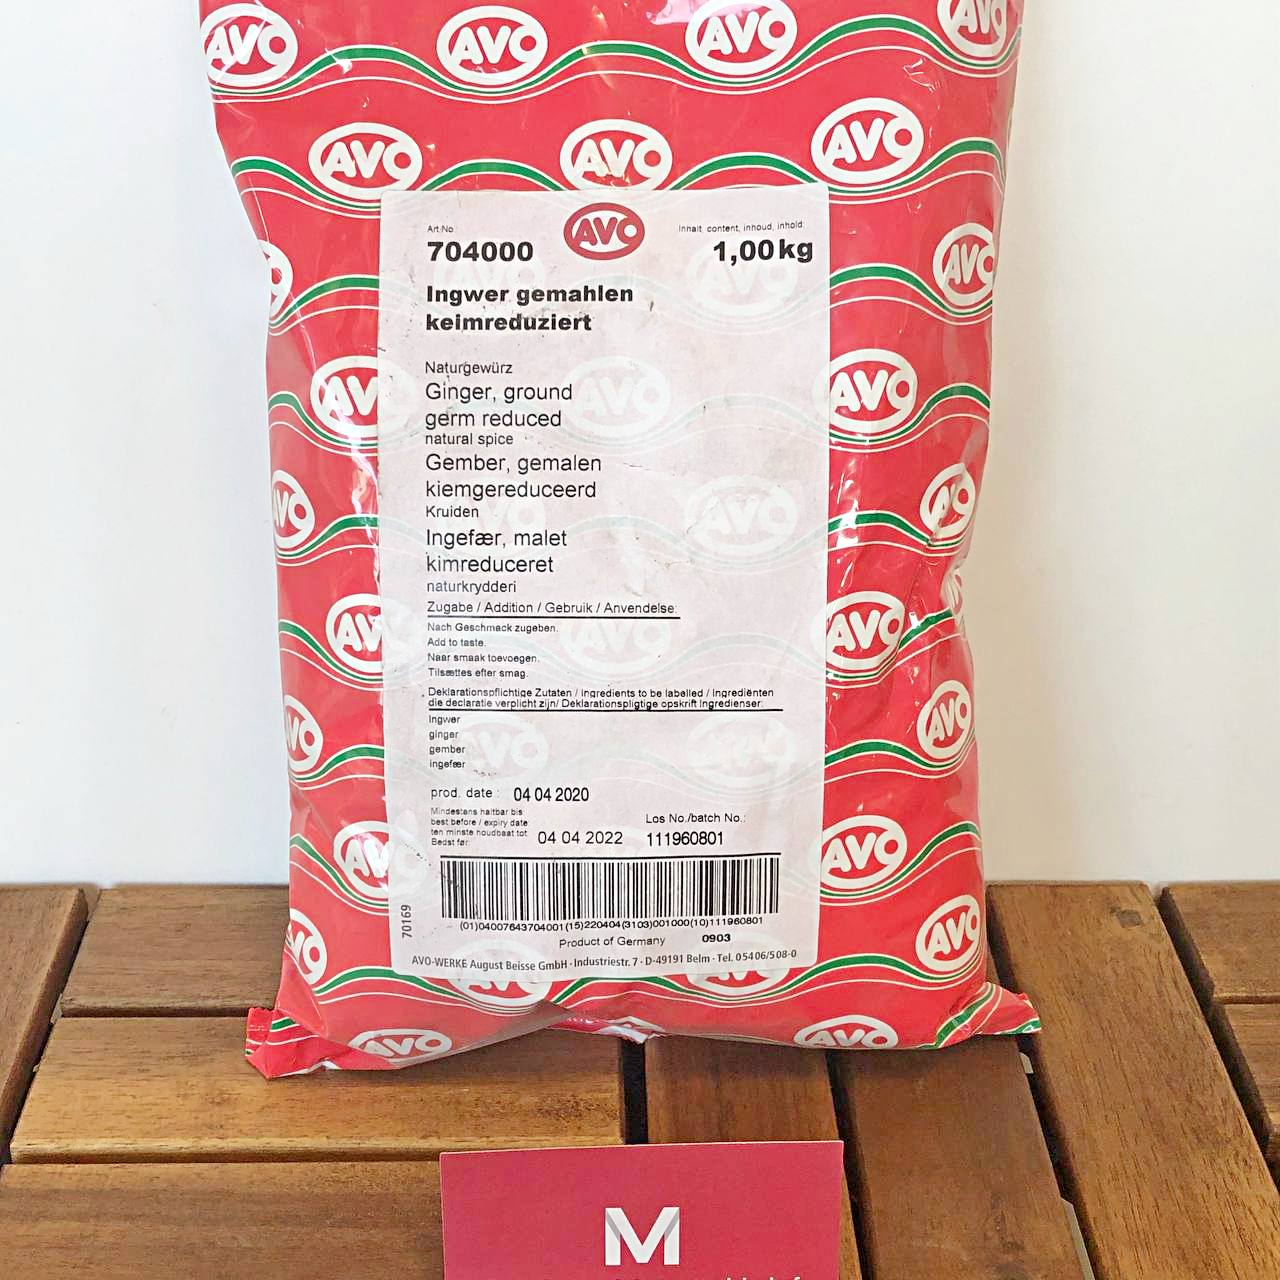 AVO
Art.No
704000
AVO
Inhalt, content, inhoud, inhold:
1,00kg
Ingwer gemahlen
keimreduziert
Naturgewürz
Ginger, ground
germ reduced
natural spice
Gember, gemalen
kiemgereduceerd
Kruiden
Ingefær, malet
kimreduceret
naturkrydderi
Zugabe / Addition / Gebruik / Anvendelse:
Nach Geschmack zugeben.
Add to taste.
Naar smaak toevoegen.
Tilsættes efter smag.
Deklarationspflichtige Zutaten / ingredients to be labelled / Ingrediënten
die declaratie verplicht zijn/ Deklarationspligtige opskrift Ingredienser:
Ingwer
ginger
gember
ingefær
prod. date : 04 04 2020
Mindestens haltbar bis
best before / expiry date
ten minste houdbaat tot:
Bedst før:
04 04 2022
Los No./batch No.:
111960801
70169
(01)04007643704001(15)220404(3103)001000(10)111960801
Product of Germany
0903
AVO-WERKE August Beisse GmbH · Industriestr. 7 · D-49191 Belm · Tel. 05406/508-0
M